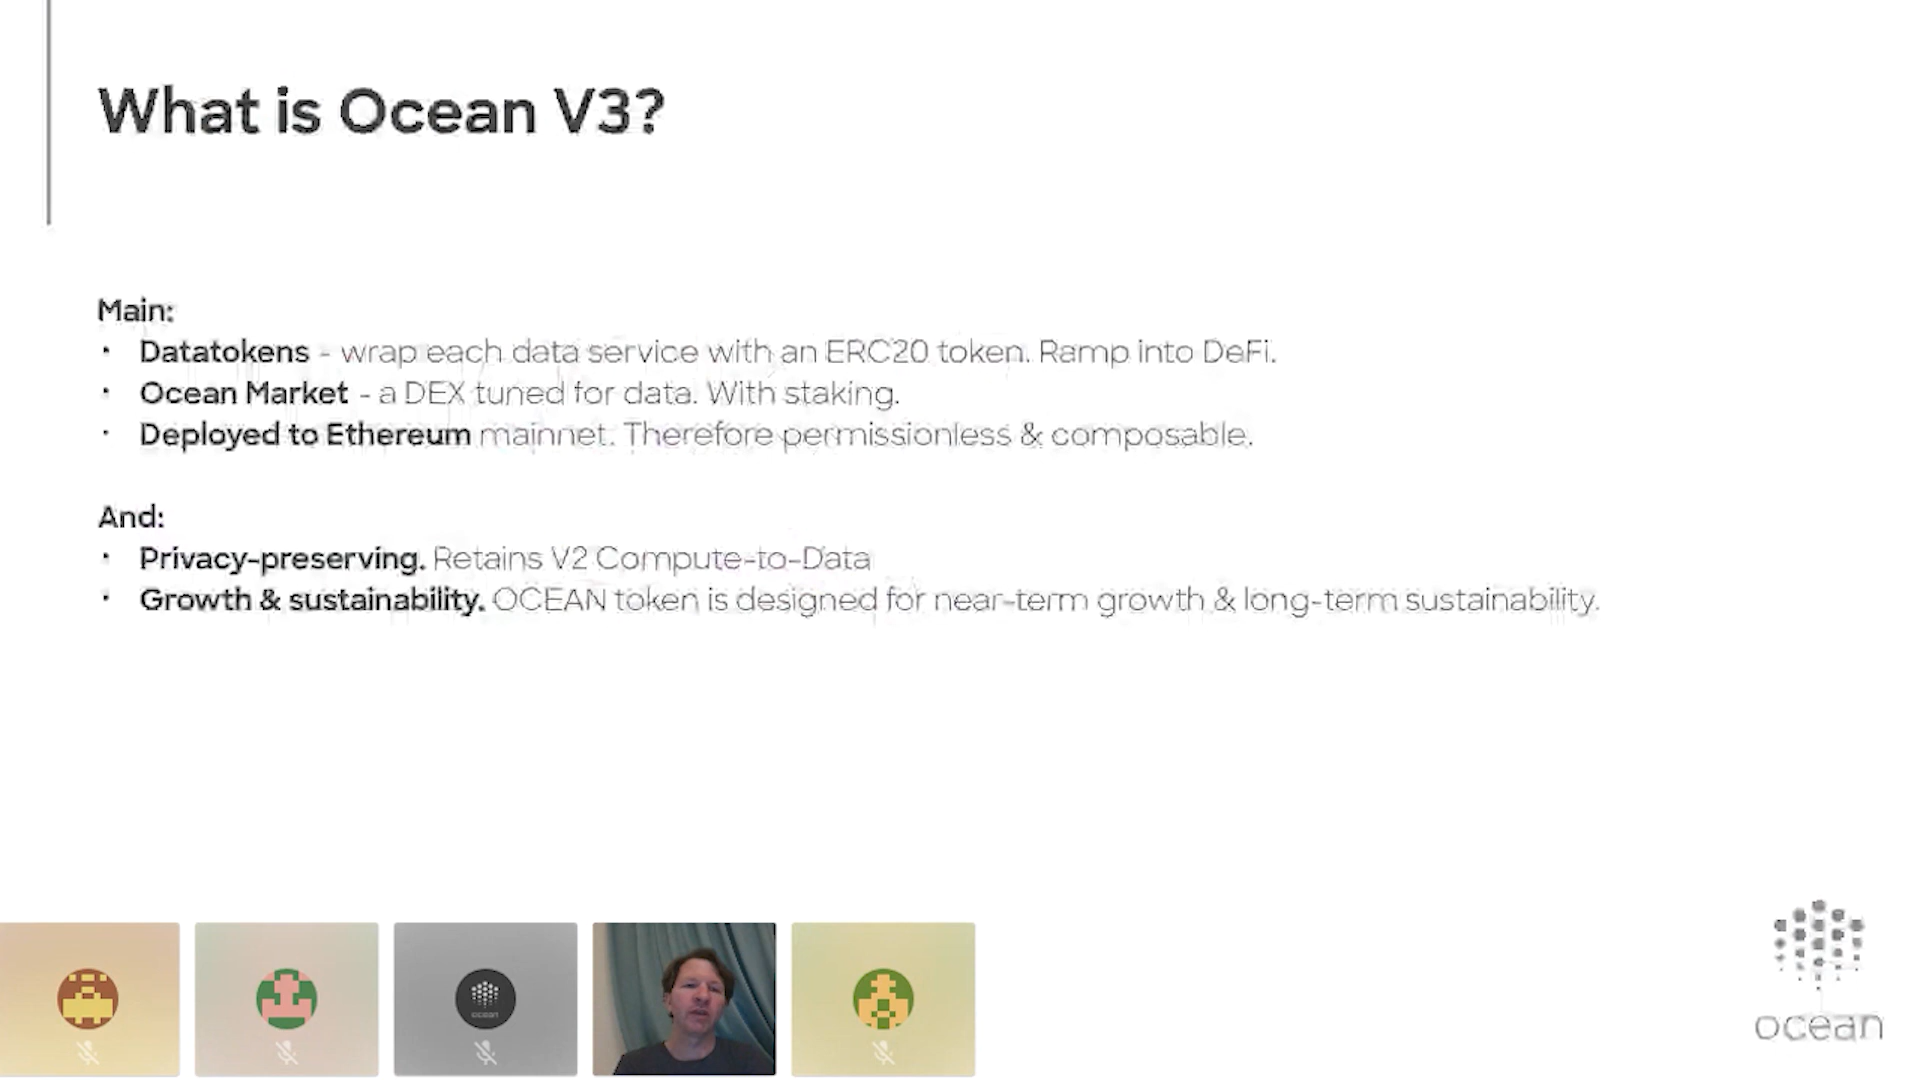 What is Ocean V3?
Main:
· Datatokens - wrap each data service with an ERC20 token. Ramp into DeFi.
· Ocean Market - a DEX tuned for data. With staking.
· Deployed to Ethereum mainnet. Therefore permissionless & composable.
And:
· Privacy-preserving. Retains V2 Compute-to-Data
· Growth & sustainability. OCEAN token is designed for near-term growth & long-term sustainability.
ocean
ocean